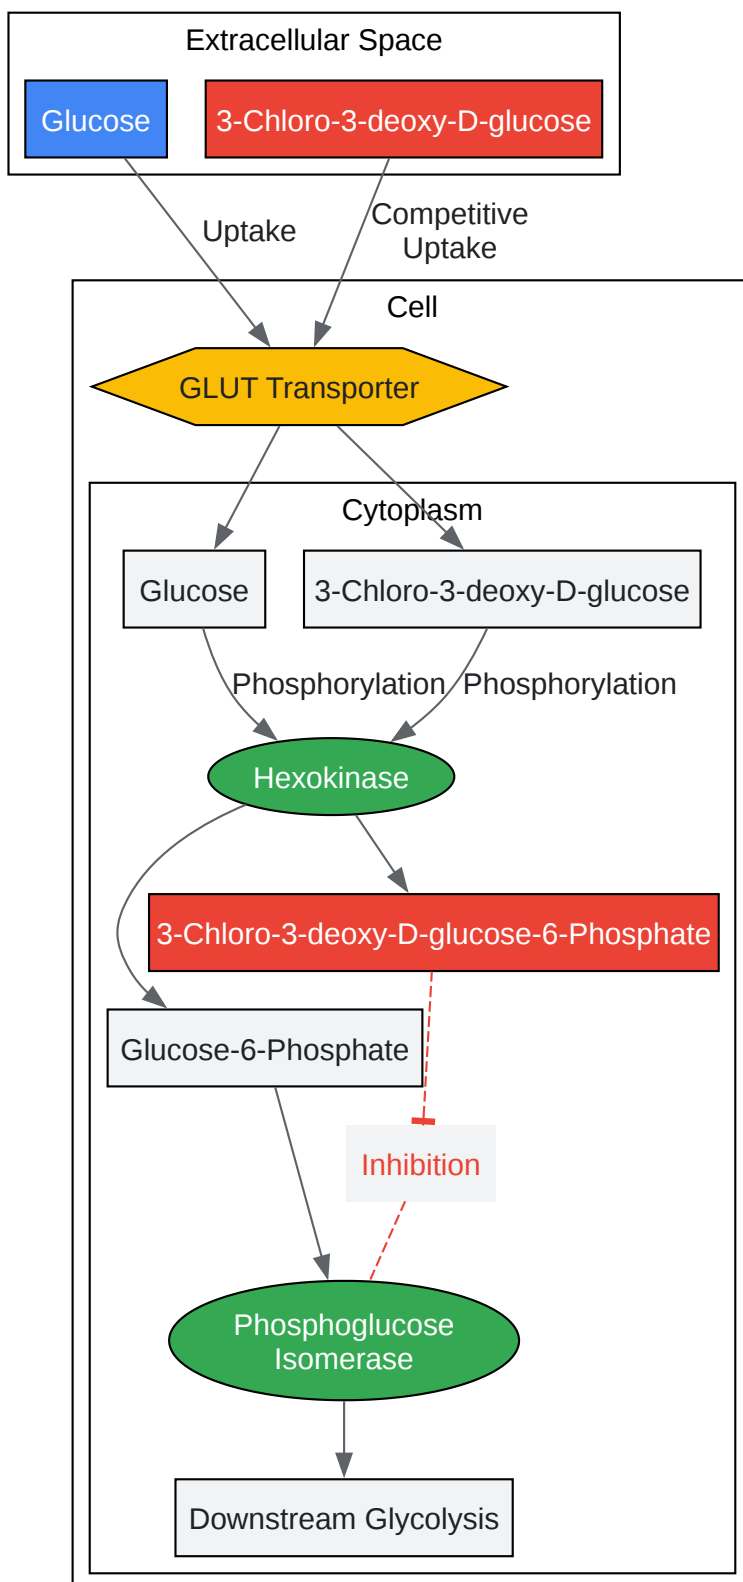 Extracellular Space
Glucose
3-Chloro-3-deoxy-D-glucose
Uptake
Competitive
Uptake
Cell
GLUT Transporter
Cytoplasm
Glucose
3-Chloro-3-deoxy-D-glucose
Phosphorylation
Phosphorylation
Hexokinase
3-Chloro-3-deoxy-D-glucose-6-Phosphate
Glucose-6-Phosphate
Inhibition
Phosphoglucose
Isomerase
Downstream Glycolysis